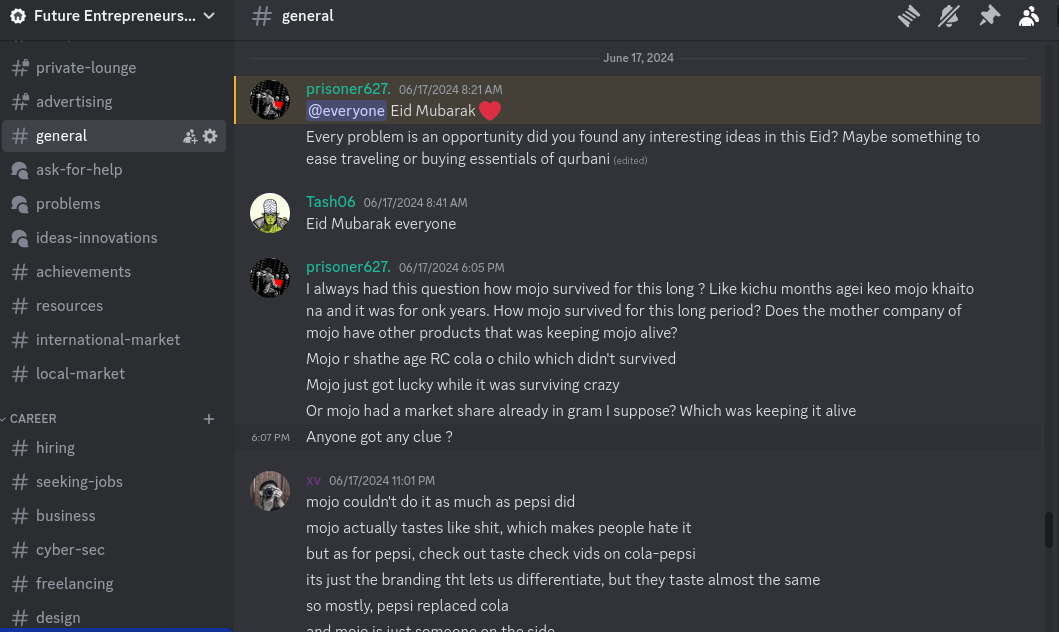 Future Entrepreneurs...
# general
private-lounge
advertising
general
ask-for-help
problems
ideas-innovations
achievements
resources
international-market
local-market
CAREER
hiring
seeking-jobs
business
cyber-sec
freelancing
design
June 17, 2024
prisoner627. 06/17/2024 8:21 AM
@everyone Eid Mubarak ❤️
Every problem is an opportunity did you found any interesting ideas in this Eid? Maybe something to
ease traveling or buying essentials of qurbani (edited)
Tash06 06/17/2024 8:41 AM
Eid Mubarak everyone
prisoner627. 06/17/2024 6:05 PM
I always had this question how mojo survived for this long ? Like kichu months agei keo mojo khaito
na and it was for onk years. How mojo survived for this long period? Does the mother company of
mojo have other products that was keeping mojo alive?
Mojo r shathe age RC cola o chilo which didn't survived
Mojo just got lucky while it was surviving crazy
Or mojo had a market share already in gram I suppose? Which was keeping it alive
6:07 PM Anyone got any clue ?
xv 06/17/2024 11:01 PM
mojo couldn't do it as much as pepsi did
mojo actually tastes like shit, which makes people hate it
but as for pepsi, check out taste check vids on cola-pepsi
its just the branding tht lets us differentiate, but they taste almost the same
so mostly, pepsi replaced cola
and mojo is just someone on the side